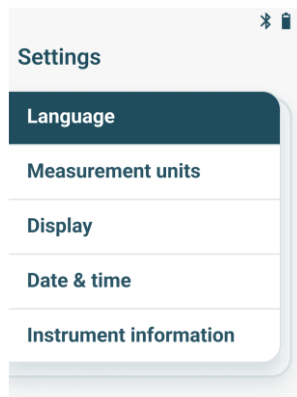 Settings
Language
Measurement units
Display
Date & time
Instrument information